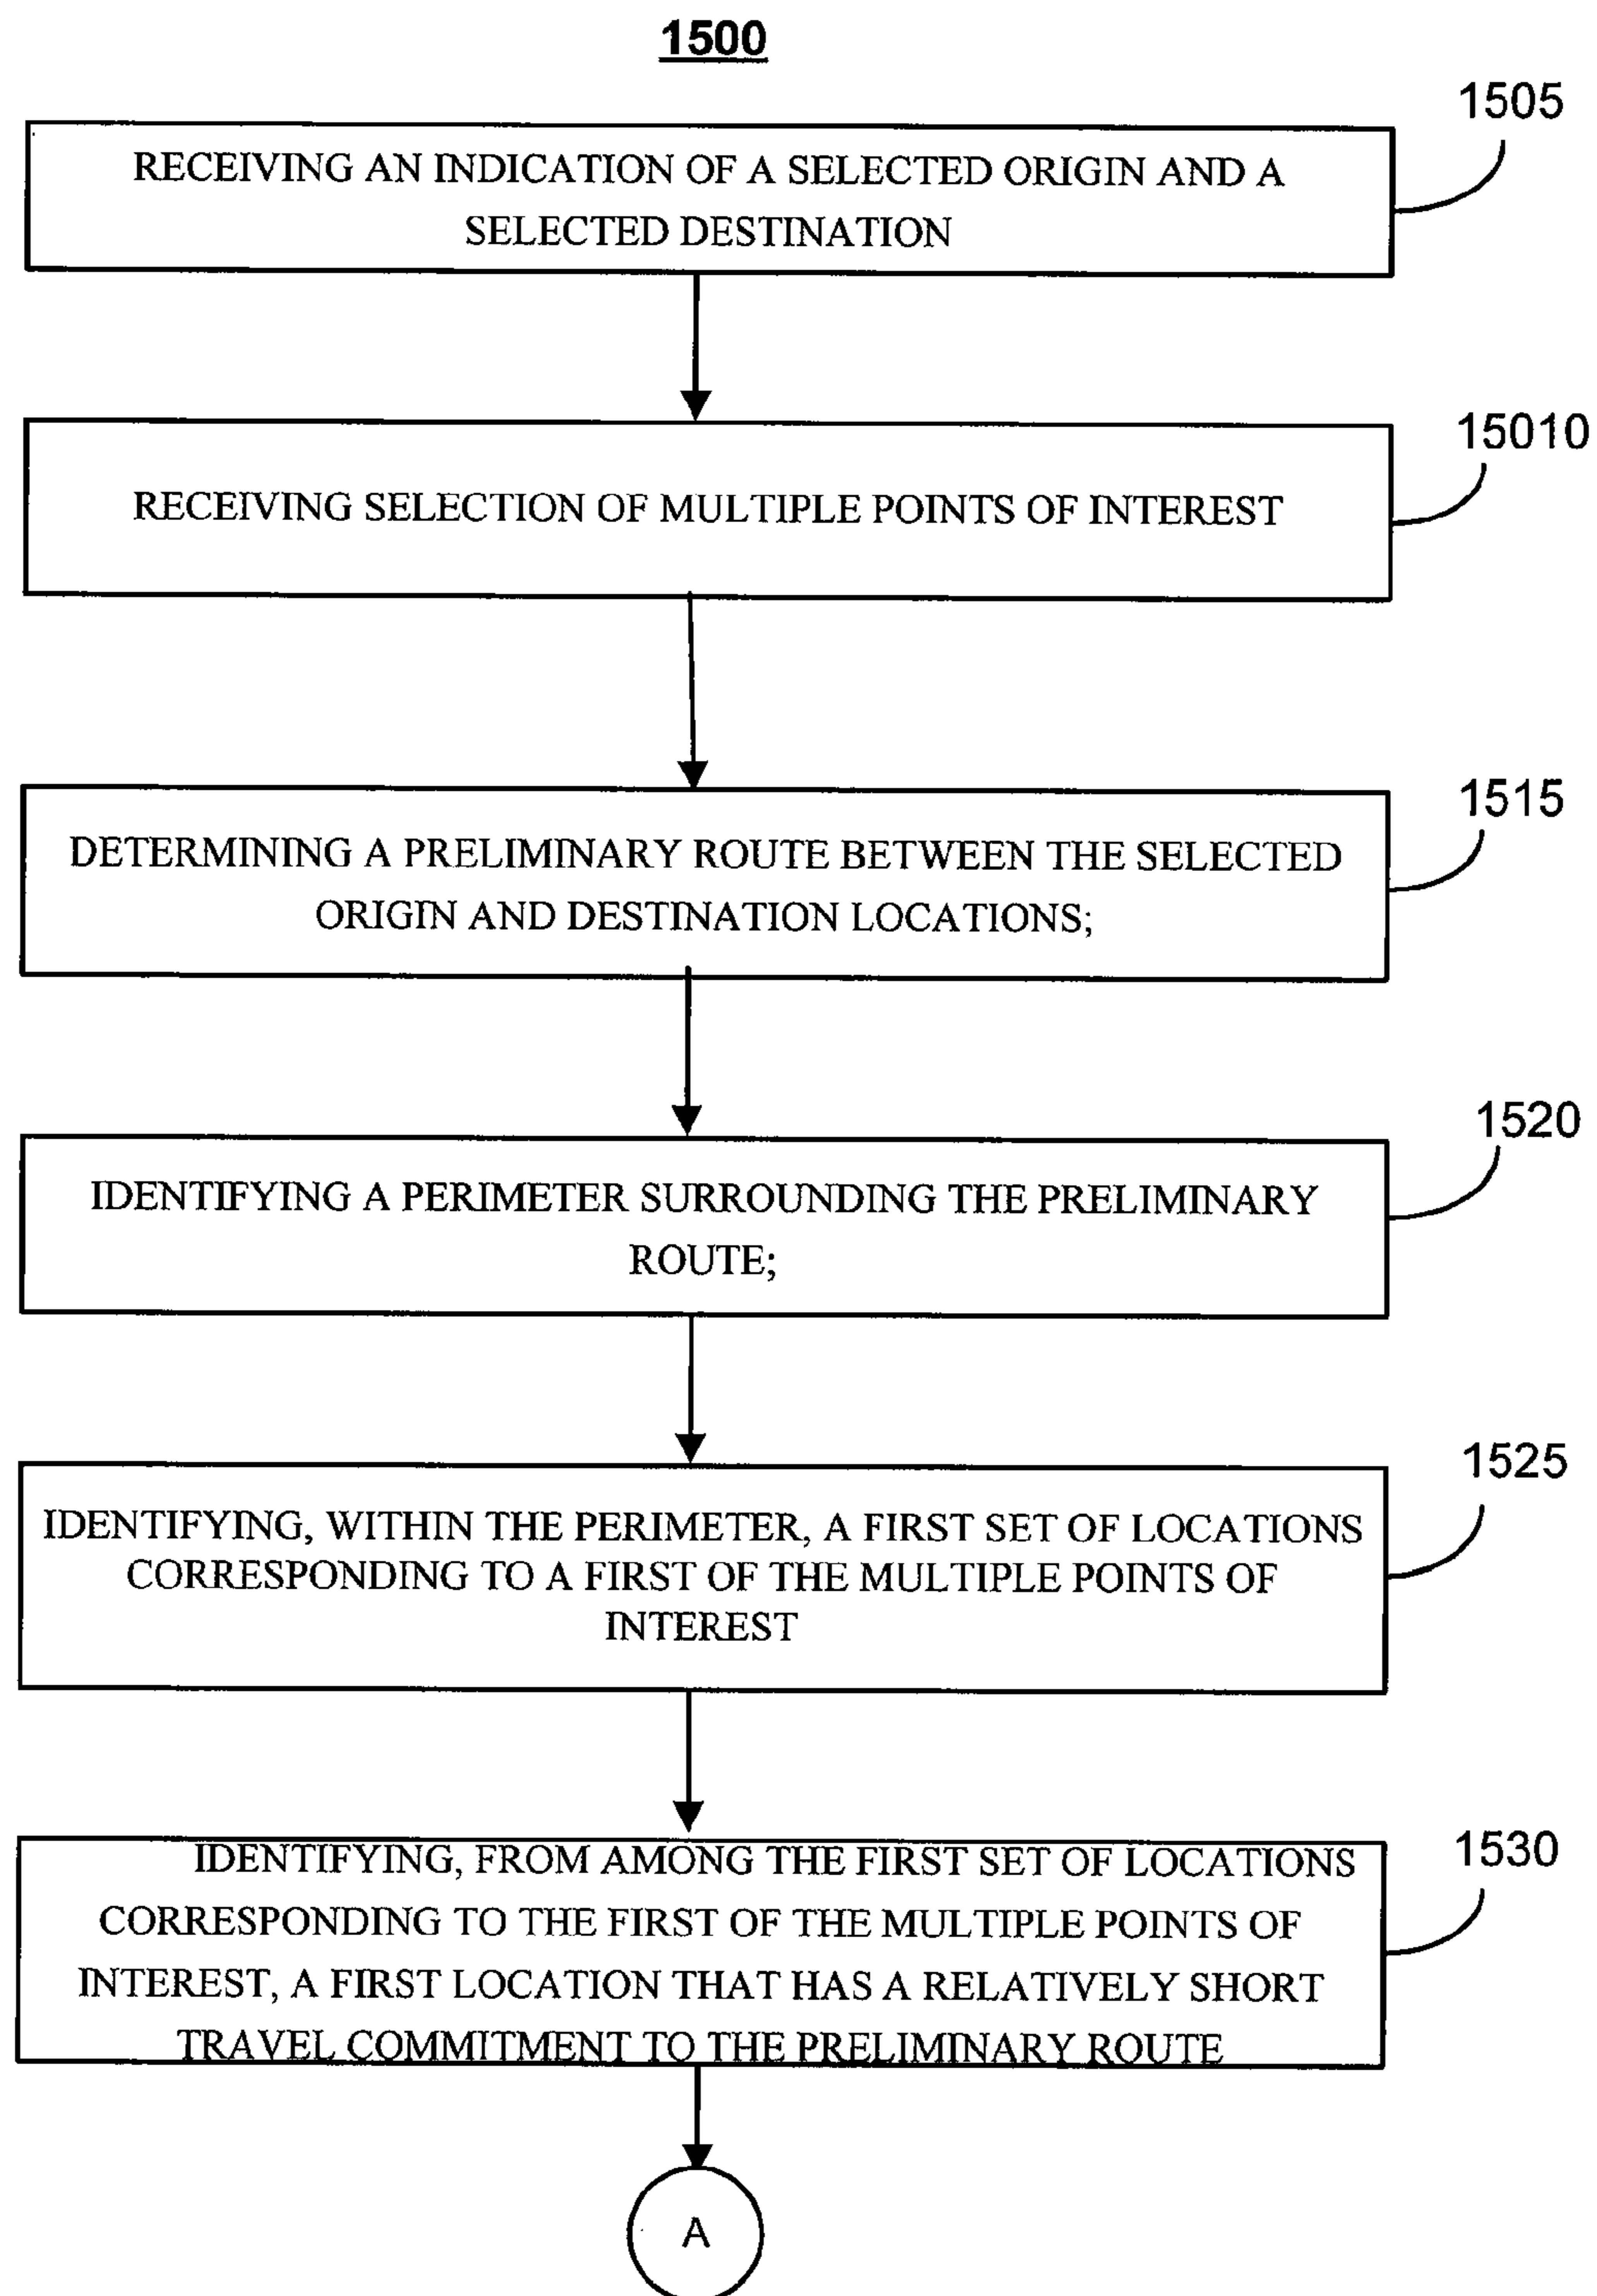 1500
1505
RECEIVING AN INDICATION OF A SELECTED ORIGIN AND A
SELECTED DESTINATION
15010
RECEIVING SELECTION OF MULTIPLE POINTS OF INTEREST
1515
DETERMINING A PRELIMINARY ROUTE BETWEEN THE SELECTED
ORIGIN AND DESTINATION LOCATIONS;
1520
IDENTIFYING A PERIMETER SURROUNDING THE PRELIMINARY
ROUTE;
1525
IDENTIFYING, WITHIN THE PERIMETER, A FIRST SET OF LOCATIONS
CORRESPONDING TO A FIRST OF THE MULTIPLE POINTS OF
INTEREST
1530
IDENTIFYING, FROM AMONG THE FIRST SET OF LOCATIONS
CORRESPONDING TO THE FIRST OF THE MULTIPLE POINTS OF
INTEREST, A FIRST LOCATION THAT HAS A RELATIVELY SHORT
TRAVEL COMMITMENT TO THE PRELIMINARY ROUTE
A